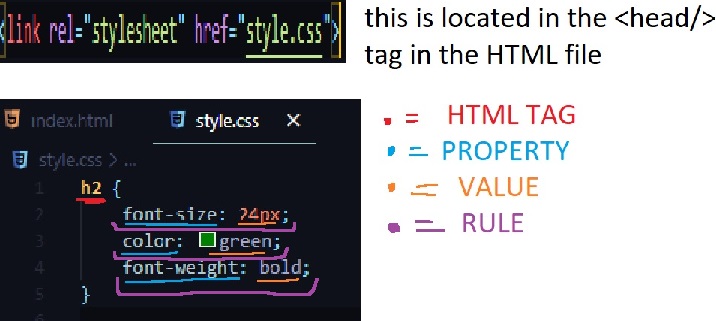 <link rel="stylesheet" href="style.css">
this is located in the <head/>
tag in the HTML file
index.html
style.css
X
style.css > ...
1 h2 {
2 font-size: 24px;
3 color: green;
4 font-weight: bold;
5 }
6
= HTML TAG
= PROPERTY
= VALUE
= RULE